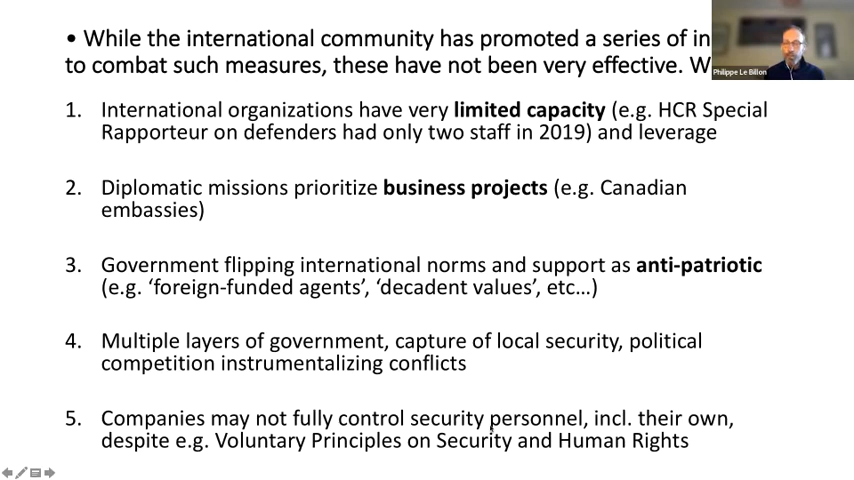 • While the international community has promoted a series of in
to combat such measures, these have not been very effective. W
Philippe Le Billon
1. International organizations have very limited capacity (e.g. HCR Special
Rapporteur on defenders had only two staff in 2019) and leverage
2. Diplomatic missions prioritize business projects (e.g. Canadian
embassies)
3. Government flipping international norms and support as anti-patriotic
(e.g. ‘foreign-funded agents’, ‘decadent values’, etc…)
4. Multiple layers of government, capture of local security, political
competition instrumentalizing conflicts
5. Companies may not fully control security personnel, incl. their own,
despite e.g. Voluntary Principles on Security and Human Rights